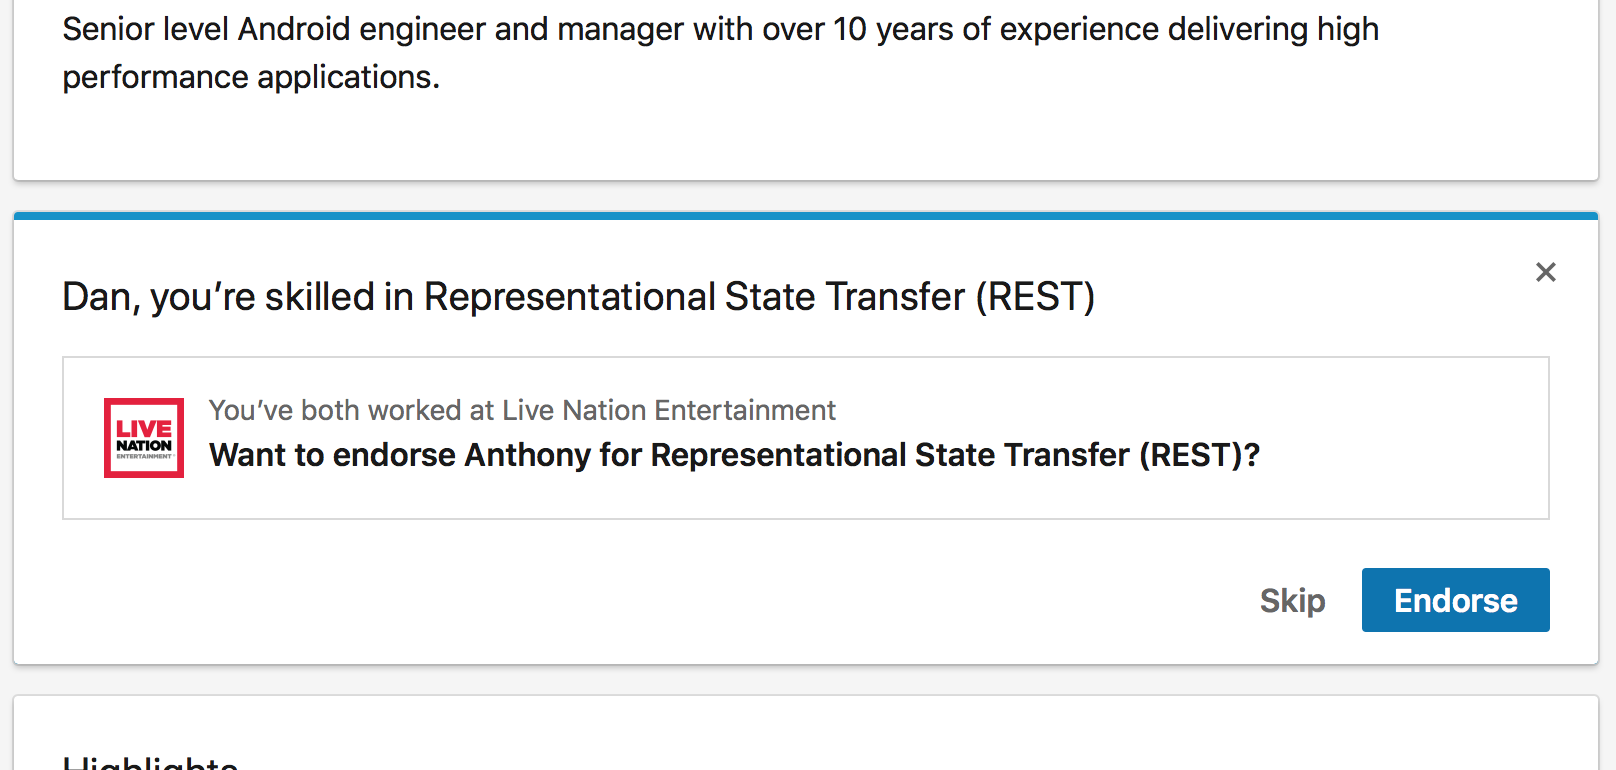 Senior level Android engineer and manager with over 10 years of experience delivering high
performance applications.
Dan, you’re skilled in Representational State Transfer (REST)
LIVE
NATION
ENTERTAINMENT
You’ve both worked at Live Nation Entertainment
Want to endorse Anthony for Representational State Transfer (REST)?
Skip
Endorse
Highlights